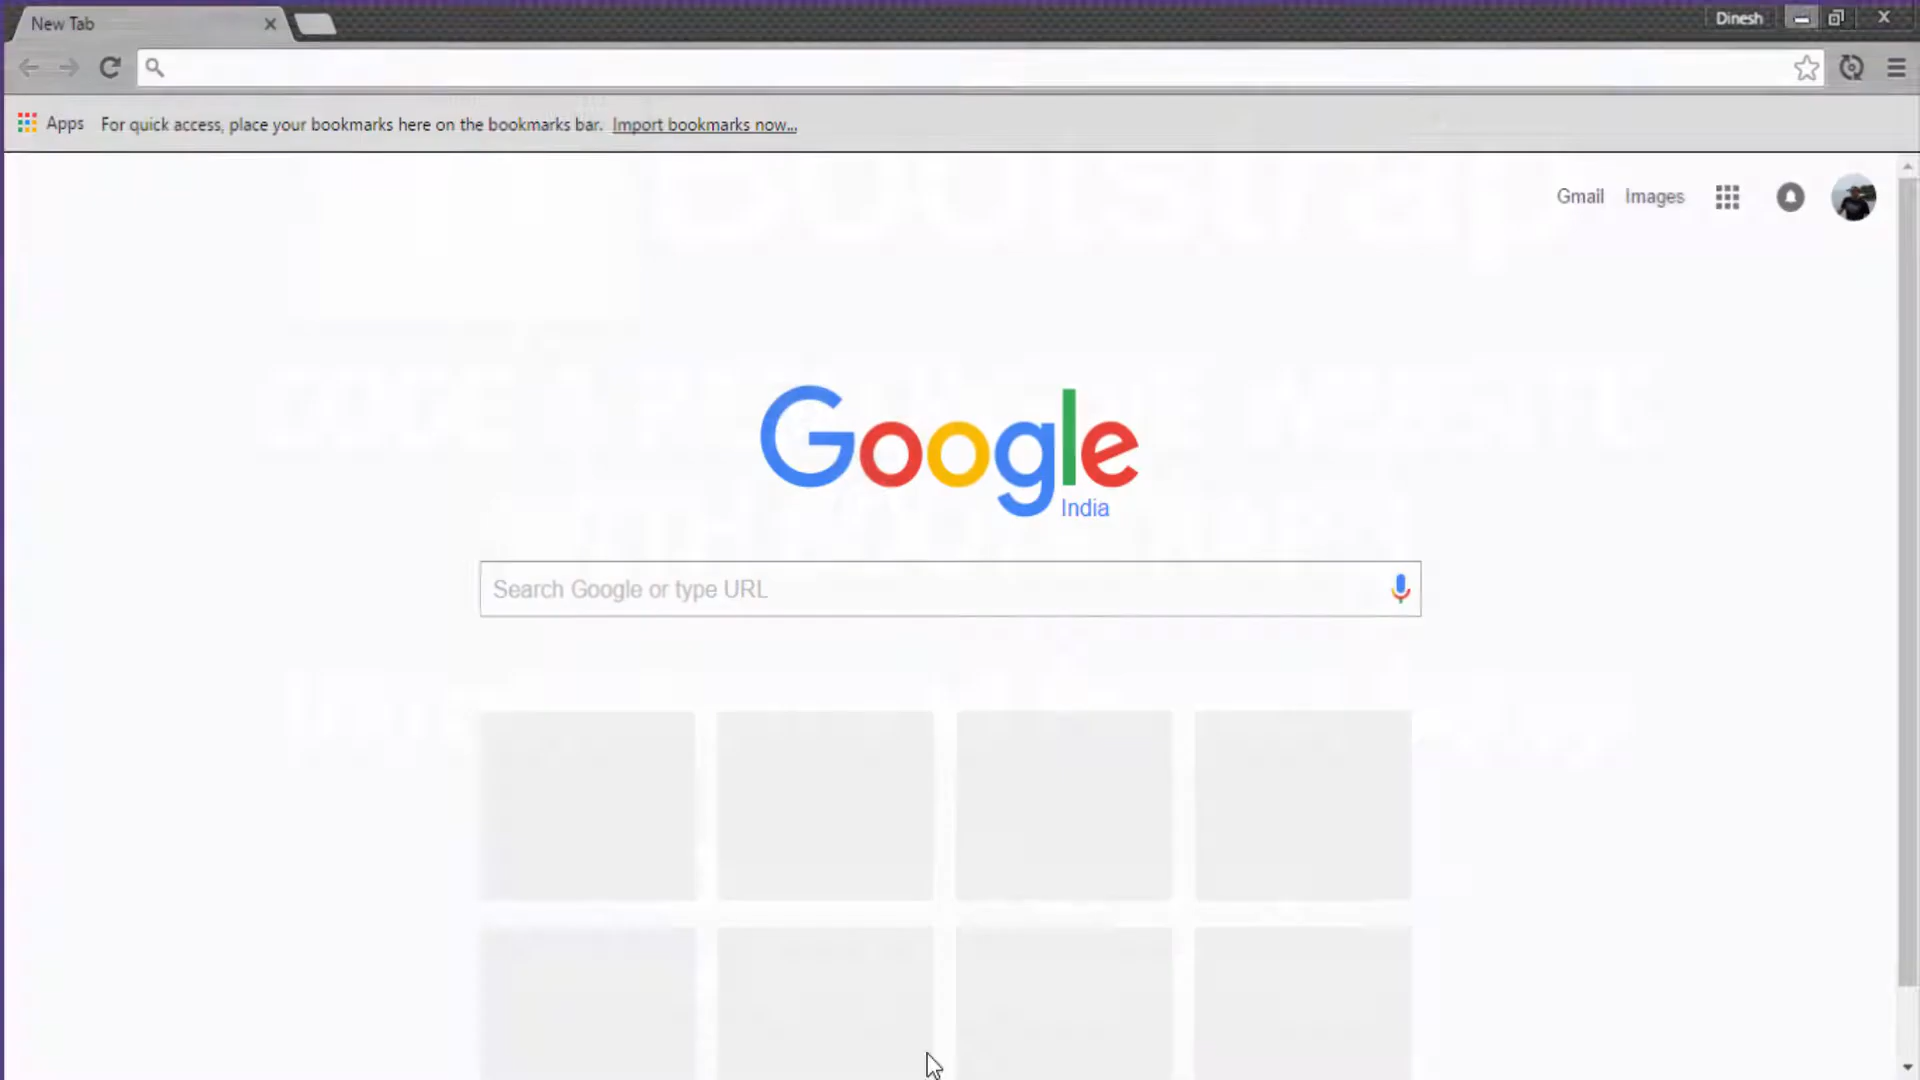 New Tab
Dinesh
Apps For quick access, place your bookmarks here on the bookmarks bar. Import bookmarks now...
Bootstrap
Gmail Images
Google
India
Search Google or type URL